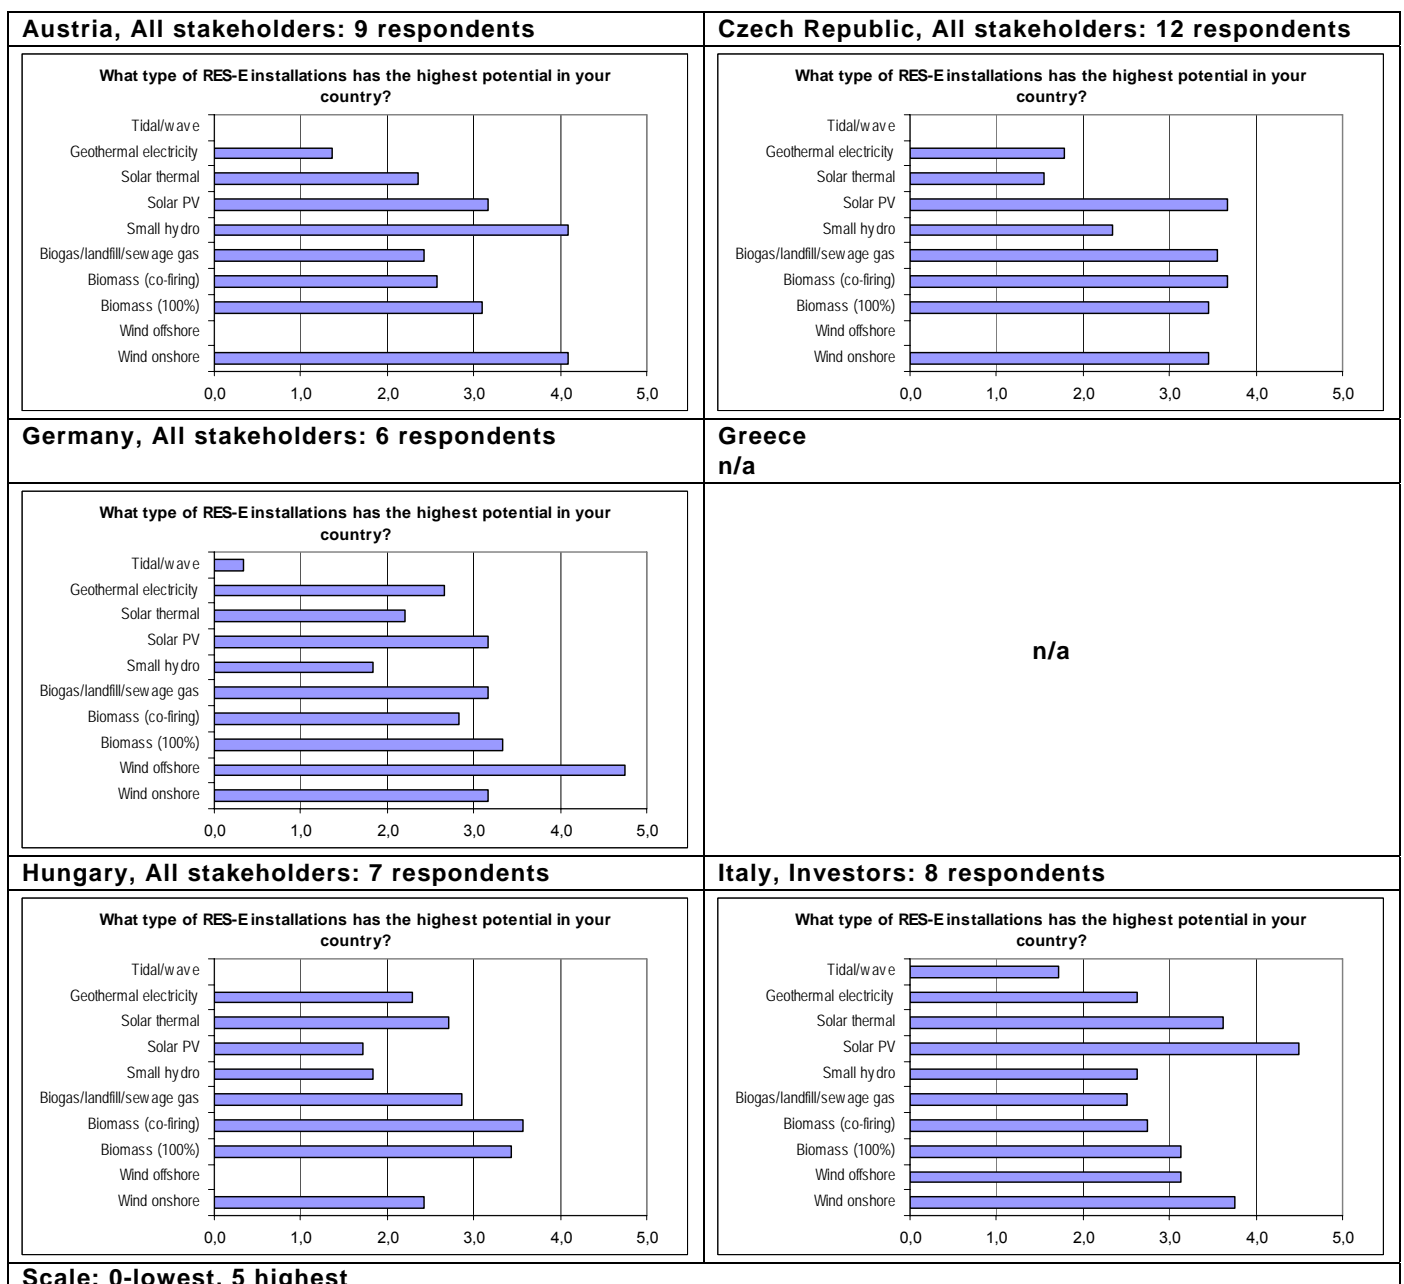 Austria, All stakeholders: 9 respondents
Czech Republic, All stakeholders: 12 respondents
What type of RES-E installations has the highest potential in your
country?
Tidal/wave
Geothermal electricity
Solar thermal
Solar PV
Small hydro
Biogas/landfill/sewage gas
Biomass (co-firing)
Biomass (100%)
Wind offshore
Wind onshore
0,0 1,0 2,0 3,0 4,0 5,0
What type of RES-E installations has the highest potential in your
country?
Tidal/wave
Geothermal electricity
Solar thermal
Solar PV
Small hydro
Biogas/landfill/sewage gas
Biomass (co-firing)
Biomass (100%)
Wind offshore
Wind onshore
0,0 1,0 2,0 3,0 4,0 5,0
Germany, All stakeholders: 6 respondents
Greece
n/a
What type of RES-E installations has the highest potential in your
country?
Tidal/wave
Geothermal electricity
Solar thermal
Solar PV
Small hydro
Biogas/landfill/sewage gas
Biomass (co-firing)
Biomass (100%)
Wind offshore
Wind onshore
0,0 1,0 2,0 3,0 4,0 5,0
n/a
Hungary, All stakeholders: 7 respondents
Italy, Investors: 8 respondents
What type of RES-E installations has the highest potential in your
country?
Tidal/wave
Geothermal electricity
Solar thermal
Solar PV
Small hydro
Biogas/landfill/sewage gas
Biomass (co-firing)
Biomass (100%)
Wind offshore
Wind onshore
0,0 1,0 2,0 3,0 4,0 5,0
What type of RES-E installations has the highest potential in your
country?
Tidal/wave
Geothermal electricity
Solar thermal
Solar PV
Small hydro
Biogas/landfill/sewage gas
Biomass (co-firing)
Biomass (100%)
Wind offshore
Wind onshore
0,0 1,0 2,0 3,0 4,0 5,0
Scale: 0-lowest, 5 highest